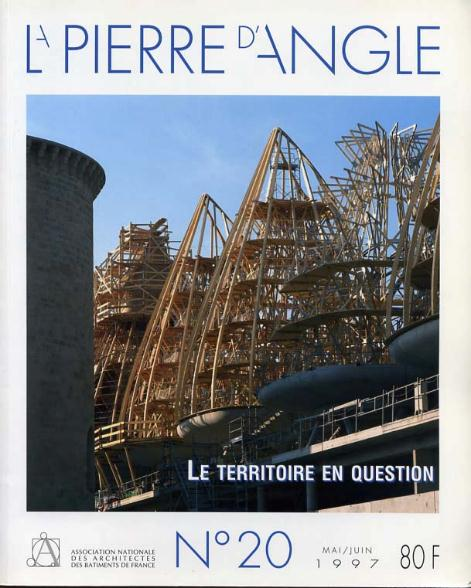 LA PIERRE D'ANGLE
LE TERRITOIRE EN QUESTION
ASSOCIATION NATIONALE
DES ARCHITECTES
DES BATIMENTS DE FRANCE
N° 20
MAI/JUIN
1997
80 F